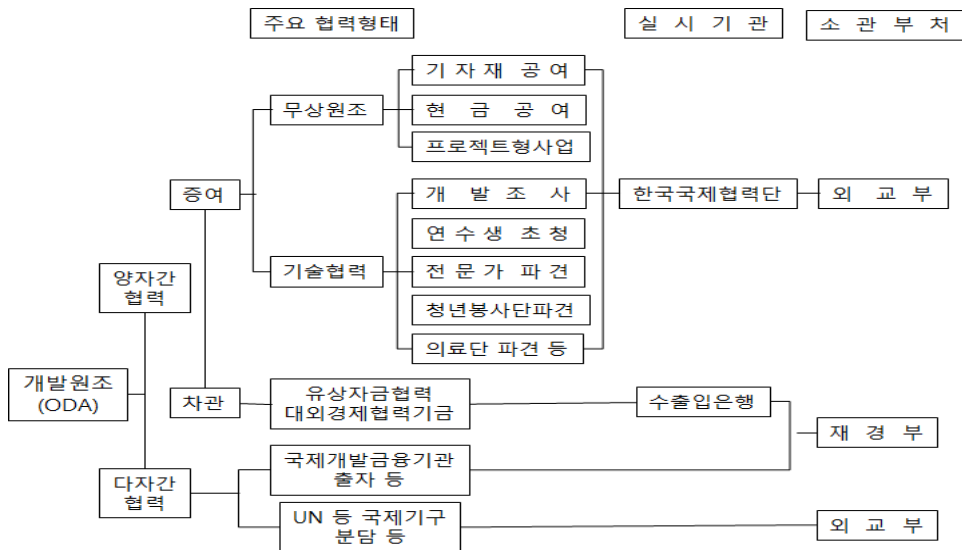 주요 협력형태
실 시 기 관
소 관 부 처
기 자 재 공 여
무상원조
현 금 공 여
프로젝트형사업
증여
개 발 조 사
한국국제협력단
외 교 부
연수생 초청
기술협력
전문가 파견
청년봉사단파견
의료단 파견 등
양자간
협력
개발원조
(ODA)
차관
유상자금협력
대외경제협력기금
수출입은행
재 경 부
다자간
협력
국제개발금융기관
출자 등
UN 등 국제기구
분담 등
외 교 부